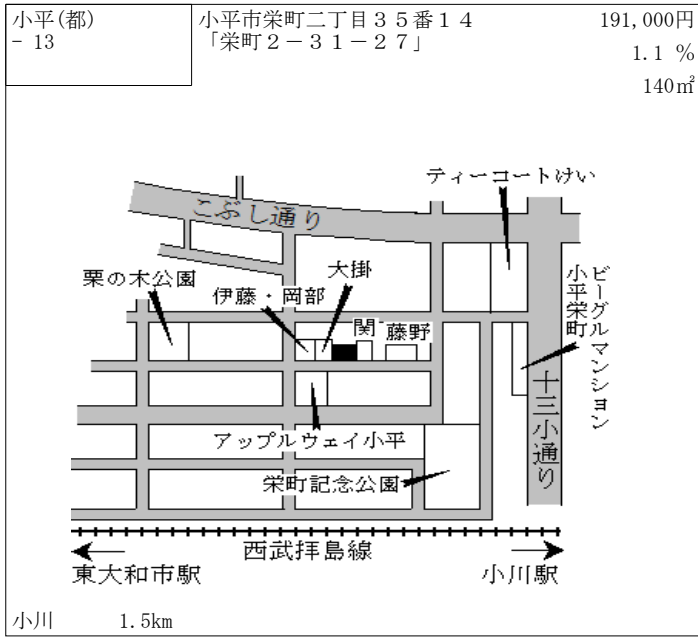 小平(都)
- 13
小平市栄町二丁目３５番１４
「栄町２－３１－２７」
191,000円
1.1 %
140㎡
ティーコートけい
こぶし通り
大掛
栗の木公園
伊藤・岡部
関
藤野
ビーグルマンション
小平栄町
十三小通り
アップルウェイ小平
栄町記念公園
西武拝島線
東大和市駅
小川駅
小川　　1.5km